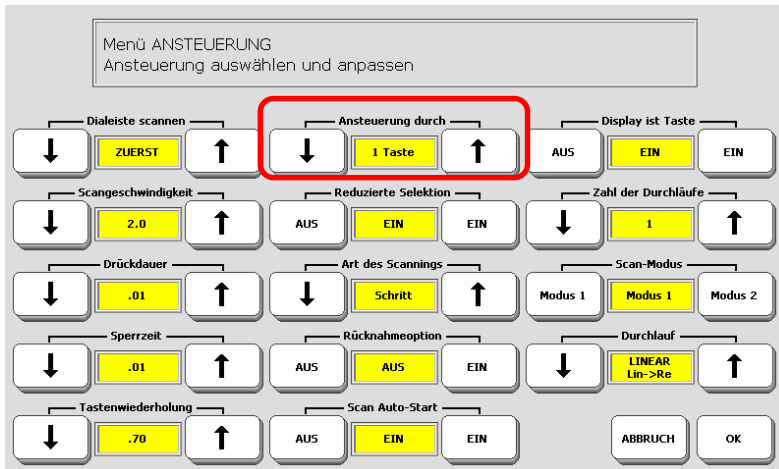 Menü ANSTEUERUNG
Ansteuerung auswählen und anpassen
Dialeiste scannen
ZUERST
Ansteuerung durch
1 Taste
Display ist Taste
AUS
EIN
EIN
Scangeschwindigkeit
2.0
Reduzierte Selektion
AUS
EIN
EIN
Zahl der Durchläufe
1
Drückdauer
.01
Art des Scannings
Schritt
Scan-Modus
Modus 1
Modus 1
Modus 2
Sperrzeit
.01
Rücknahmeoption
AUS
AUS
EIN
Durchlauf
LINEAR
Lin->Re
Tastenwiederholung
.70
Scan Auto-Start
AUS
EIN
EIN
ABBRUCH
OK